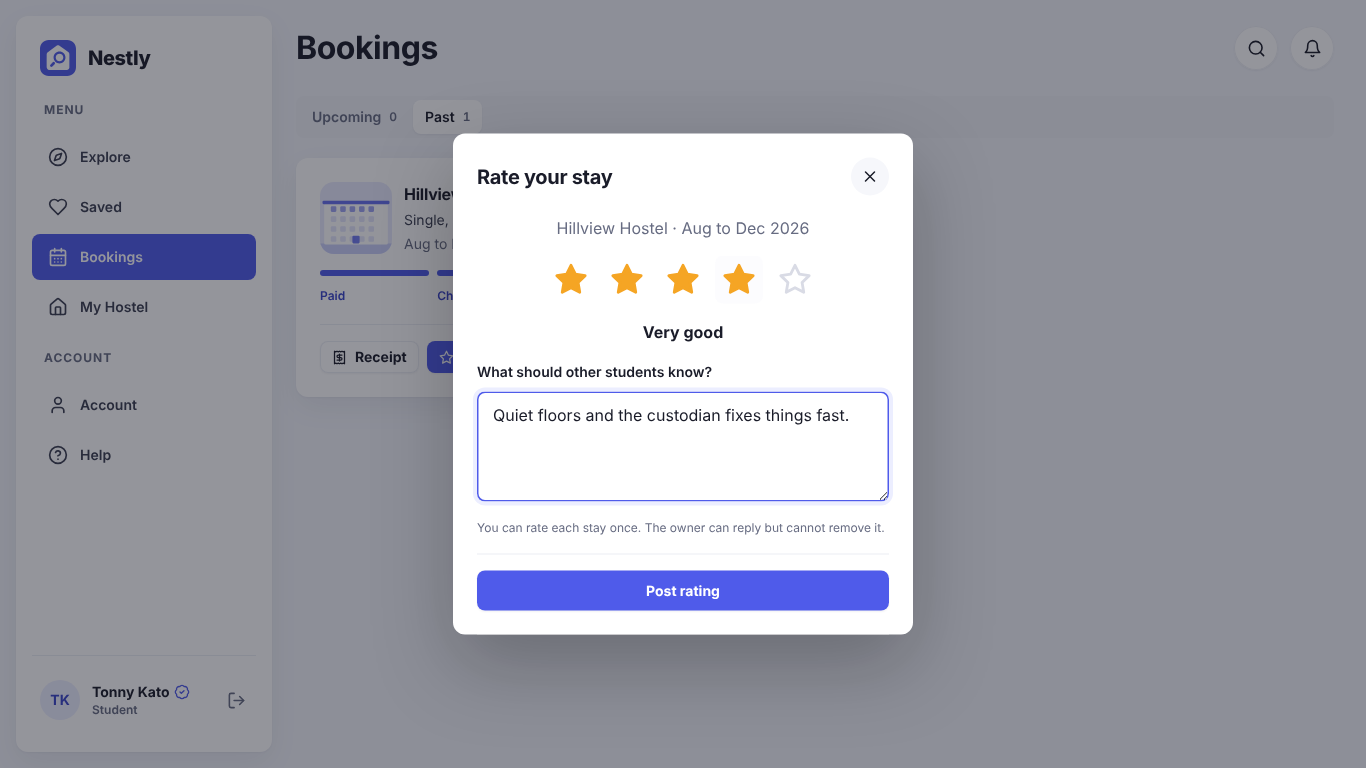 Nestly
MENU
Explore
Saved
Bookings
My Hostel
ACCOUNT
Account
Help
TK
Tonny Kato
Student
Bookings
Upcoming 0
Past 1
Single,
Aug to
Paid
Receipt
Rate your stay
Hillview Hostel · Aug to Dec 2026
Very good
What should other students know?
Quiet floors and the custodian fixes things fast.
You can rate each stay once. The owner can reply but cannot remove it.
Post rating